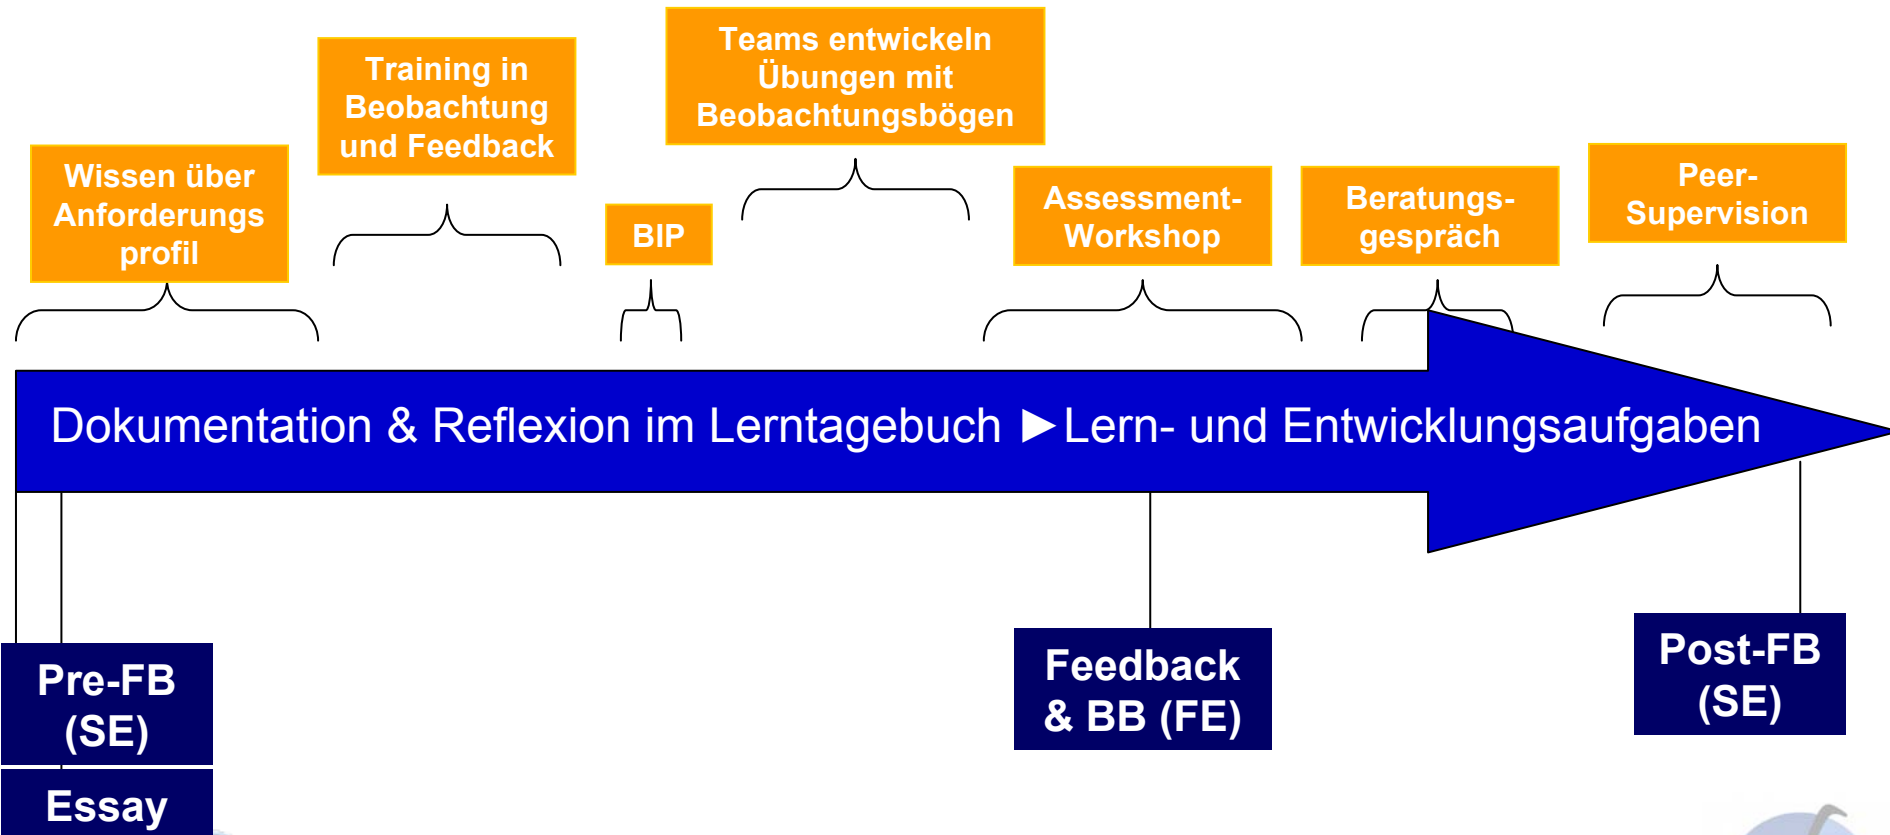 Wissen über
Anforderungs
profil
Training in
Beobachtung
und Feedback
BIP
Teams entwickeln
Übungen mit
Beobachtungsbögen
Assessment-
Workshop
Beratungs-
gespräch
Peer-
Supervision
Dokumentation & Reflexion im Lerntagebuch ►Lern- und Entwicklungsaufgaben
Pre-FB
(SE)
Essay
Feedback
& BB (FE)
Post-FB
(SE)